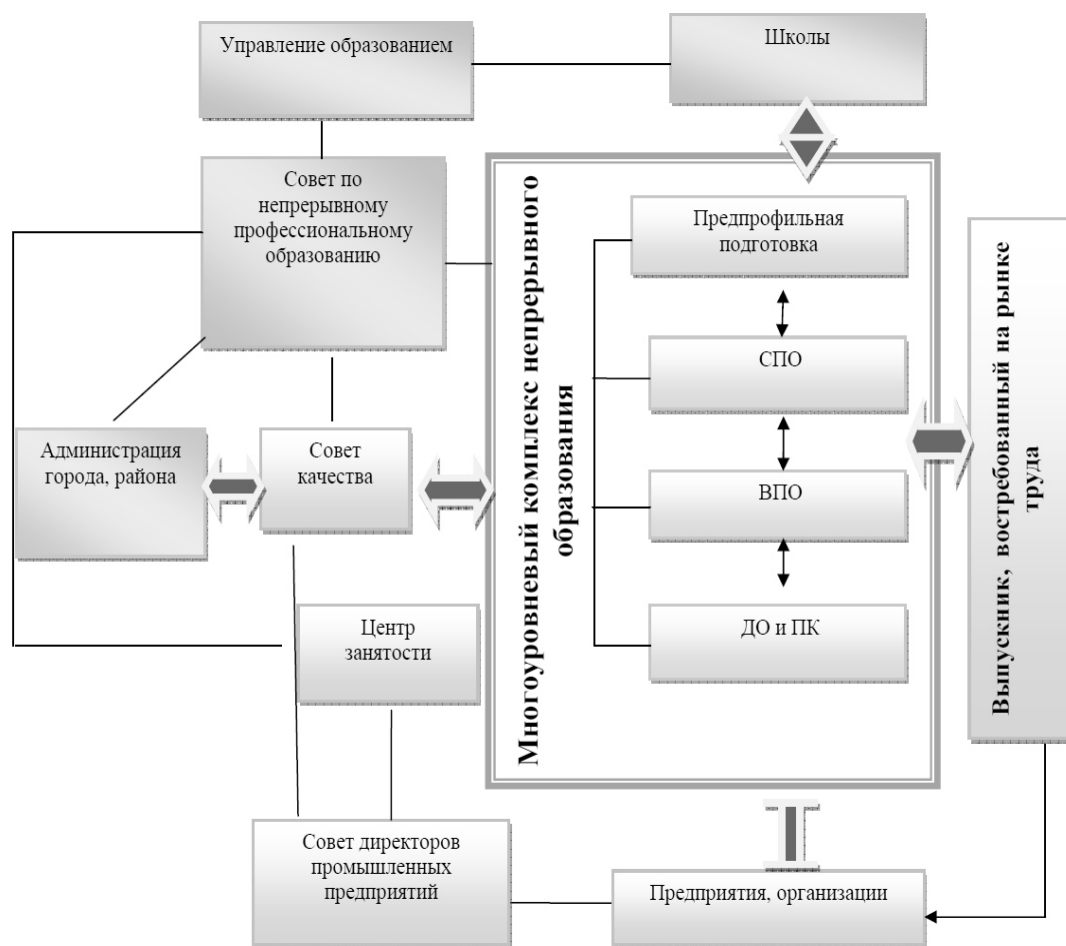 Управление образованием
Школы
Совет по
непрерывному
профессиональному
образованию
Многоуровневый комплекс непрерывного
образования
Предпрофильная
подготовка
СПО
ВПО
ДО и ПК
Выпускник, востребованный на рынке
труда
Администрация
города, района
Совет
качества
Центр
занятости
Совет директоров
промышленных
предприятий
Предприятия, организации